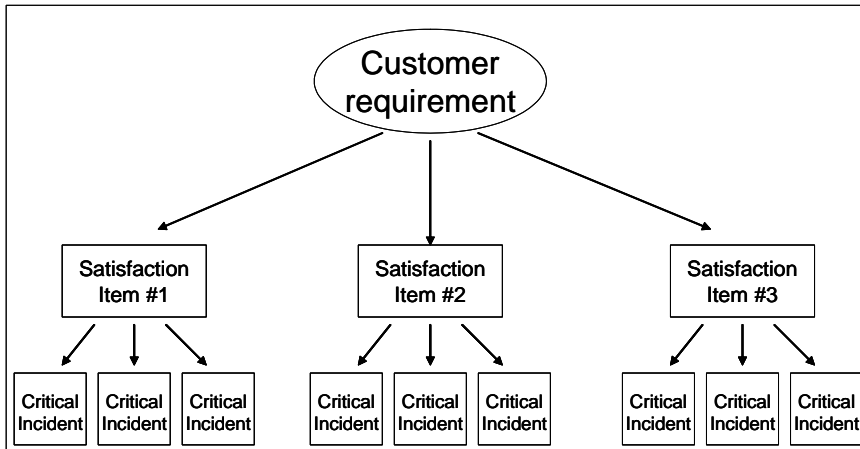 Customer
requirement
Satisfaction
Item #1
Satisfaction
Item #2
Satisfaction
Item #3
Critical
Incident
Critical
Incident
Critical
Incident
Critical
Incident
Critical
Incident
Critical
Incident
Critical
Incident
Critical
Incident
Critical
Incident